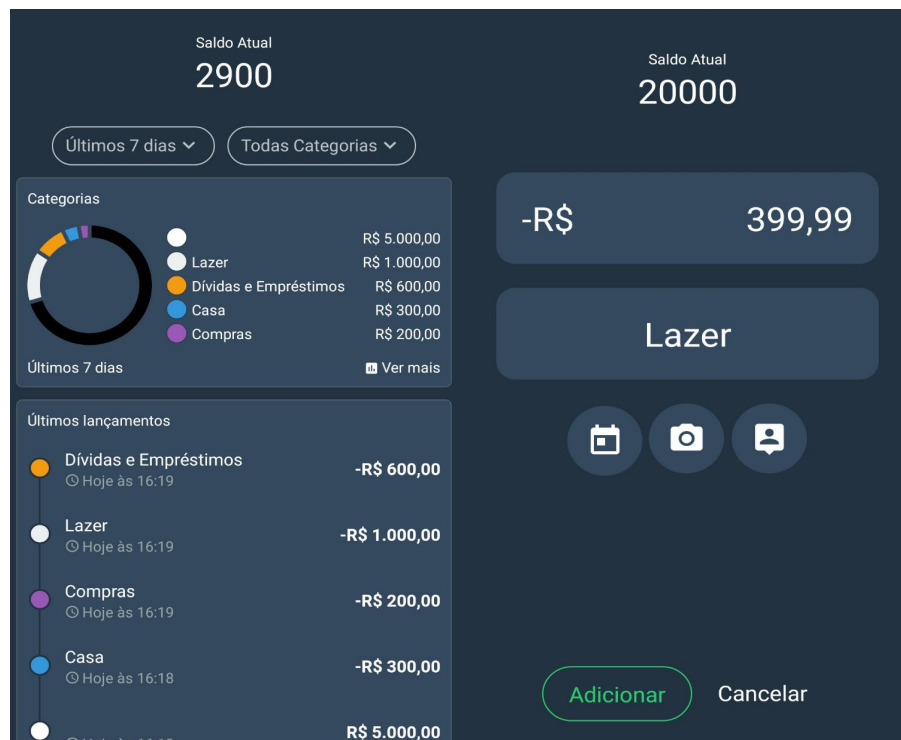 Saldo Atual
2900
Últimos 7 dias
Todas Categorias
Categorias
R$ 5.000,00
Lazer R$ 1.000,00
Dívidas e Empréstimos R$ 600,00
Casa R$ 300,00
Compras R$ 200,00
Últimos 7 dias
Ver mais
Últimos lançamentos
Dívidas e Empréstimos
Hoje às 16:19
-R$ 600,00
Lazer
Hoje às 16:19
-R$ 1.000,00
Compras
Hoje às 16:19
-R$ 200,00
Casa
Hoje às 16:18
-R$ 300,00
R$ 5.000,00
Saldo Atual
20000
-R$ 399,99
Lazer
Adicionar
Cancelar